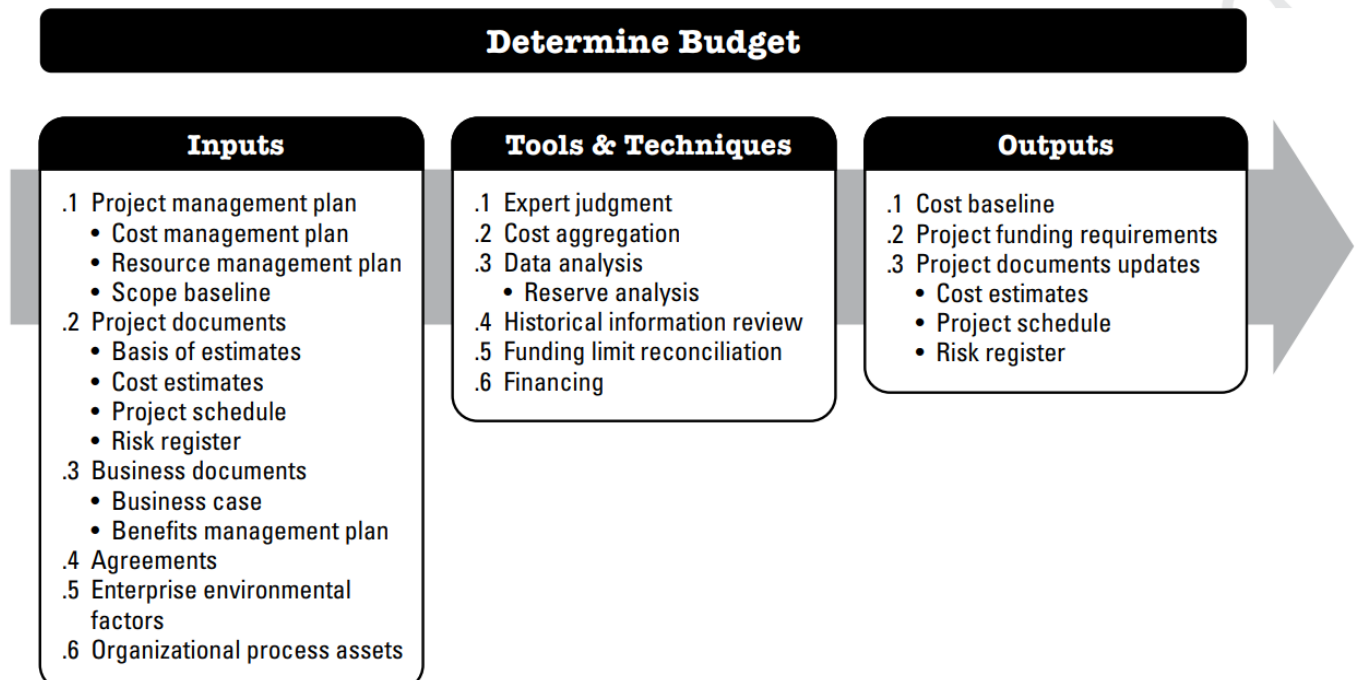 Determine Budget
Inputs
.1 Project management plan
• Cost management plan
• Resource management plan
• Scope baseline
.2 Project documents
• Basis of estimates
• Cost estimates
• Project schedule
• Risk register
.3 Business documents
• Business case
• Benefits management plan
.4 Agreements
.5 Enterprise environmental
factors
.6 Organizational process assets
Tools & Techniques
.1 Expert judgment
.2 Cost aggregation
.3 Data analysis
• Reserve analysis
.4 Historical information review
.5 Funding limit reconciliation
.6 Financing
Outputs
.1 Cost baseline
.2 Project funding requirements
.3 Project documents updates
• Cost estimates
• Project schedule
• Risk register